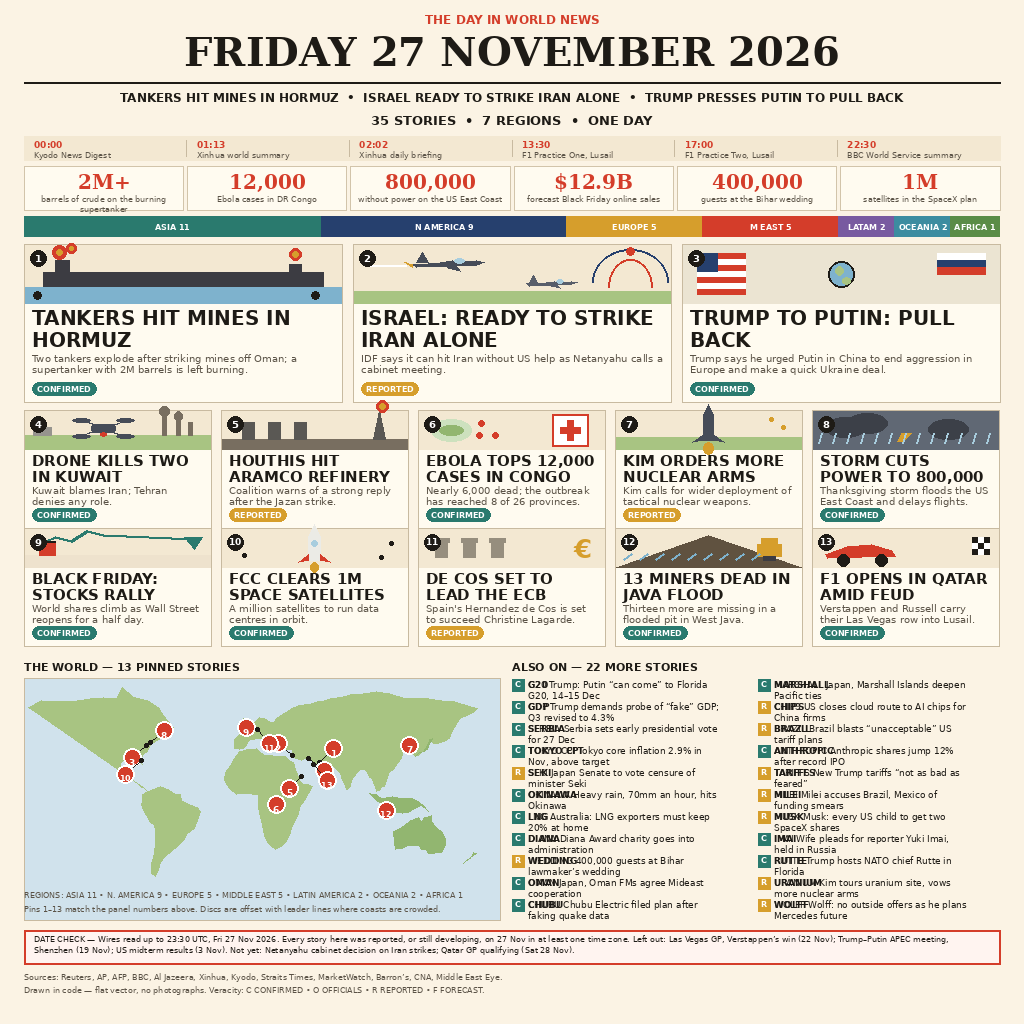 THE DAY IN WORLD NEWS
FRIDAY 27 NOVEMBER 2026
TANKERS HIT MINES IN HORMUZ • ISRAEL READY TO STRIKE IRAN ALONE • TRUMP PRESSES PUTIN TO PULL BACK
35 STORIES • 7 REGIONS • ONE DAY
00:00
Kyodo News Digest
01:13
Xinhua world summary
02:02
Xinhua daily briefing
13:30
F1 Practice One, Lusail
17:00
F1 Practice Two, Lusail
22:30
BBC World Service summary
2M+
barrels of crude on the burning
supertanker
12,000
Ebola cases in DR Congo
800,000
without power on the US East Coast
$12.9B
forecast Black Friday online sales
400,000
guests at the Bihar wedding
1M
satellites in the SpaceX plan
ASIA 11
N AMERICA 9
EUROPE 5
M EAST 5
LATAM 2
OCEANIA 2
AFRICA 1
1
TANKERS HIT MINES IN
HORMUZ
Two tankers explode after striking mines off Oman; a
supertanker with 2M barrels is left burning.
CONFIRMED
2
ISRAEL: READY TO STRIKE
IRAN ALONE
IDF says it can hit Iran without US help as Netanyahu calls a
cabinet meeting.
REPORTED
3
TRUMP TO PUTIN: PULL
BACK
Trump says he urged Putin in China to end aggression in
Europe and make a quick Ukraine deal.
CONFIRMED
4
DRONE KILLS TWO
IN KUWAIT
Kuwait blames Iran; Tehran
denies any role.
CONFIRMED
5
HOUTHIS HIT
ARAMCO REFINERY
Coalition warns of a strong reply
after the Jazan strike.
REPORTED
6
EBOLA TOPS 12,000
CASES IN CONGO
Nearly 6,000 dead; the outbreak
has reached 8 of 26 provinces.
CONFIRMED
7
KIM ORDERS MORE
NUCLEAR ARMS
Kim calls for wider deployment of
tactical nuclear weapons.
REPORTED
8
STORM CUTS
POWER TO 800,000
Thanksgiving storm floods the US
East Coast and delays flights.
CONFIRMED
9
BLACK FRIDAY:
STOCKS RALLY
World shares climb as Wall Street
reopens for a half day.
CONFIRMED
10
FCC CLEARS 1M
SPACE SATELLITES
A million satellites to run data
centres in orbit.
CONFIRMED
11
€
DE COS SET TO
LEAD THE ECB
Spain's Hernandez de Cos is set
to succeed Christine Lagarde.
REPORTED
12
13 MINERS DEAD IN
JAVA FLOOD
Thirteen more are missing in a
flooded pit in West Java.
CONFIRMED
13
F1 OPENS IN QATAR
AMID FEUD
Verstappen and Russell carry
their Las Vegas row into Lusail.
CONFIRMED
THE WORLD — 13 PINNED STORIES
8
3
10
9
1
7
5
6
13
12
REGIONS: ASIA 11 • N. AMERICA 9 • EUROPE 5 • MIDDLE EAST 5 • LATIN AMERICA 2 • OCEANIA 2 • AFRICA 1
Pins 1–13 match the panel numbers above. Discs are offset with leader lines where coasts are crowded.
ALSO ON — 22 MORE STORIES
C G20 Trump: Putin “can come” to Florida
G20, 14–15 Dec
C GDP Trump demands probe of “fake” GDP;
Q3 revised to 4.3%
C SERBIA Serbia sets early presidential vote
for 27 Dec
C TOKYO CPI Tokyo core inflation 2.9% in
Nov, above target
R SEKI Japan Senate to vote censure of
minister Seki
C OKINAWA Heavy rain, 70mm an hour, hits
Okinawa
C LNG Australia: LNG exporters must keep
20% at home
C DIANA Diana Award charity goes into
administration
R WEDDING 400,000 guests at Bihar
lawmaker's wedding
C OMAN Japan, Oman FMs agree Mideast
cooperation
C CHUBU Chubu Electric filed plan after
faking quake data
C MARSHALL Japan, Marshall Islands deepen
Pacific ties
R CHIPS US closes cloud route to AI chips for
China firms
R BRAZIL Brazil blasts “unacceptable” US
tariff plans
C ANTHROPIC Anthropic shares jump 12%
after record IPO
R TARIFFS New Trump tariffs “not as bad as
feared”
R MILEI Milei accuses Brazil, Mexico of
funding smears
R MUSK Musk: every US child to get two
SpaceX shares
C IMAI Wife pleads for reporter Yuki Imai,
held in Russia
C RUTTE Trump hosts NATO chief Rutte in
Florida
R URANIUM Kim tours uranium site, vows
more nuclear arms
R WOLFF Wolff: no outside offers as he plans
Mercedes future
DATE CHECK — Wires read up to 23:30 UTC, Fri 27 Nov 2026. Every story here was reported, or still developing, on 27 Nov in at least one time zone. Left out: Las Vegas GP, Verstappen's win (22 Nov); Trump–Putin APEC meeting,
Shenzhen (19 Nov); US midterm results (3 Nov). Not yet: Netanyahu cabinet decision on Iran strikes; Qatar GP qualifying (Sat 28 Nov).
Sources: Reuters, AP, AFP, BBC, Al Jazeera, Xinhua, Kyodo, Straits Times, MarketWatch, Barron's, CNA, Middle East Eye.
Drawn in code — flat vector, no photographs. Veracity: C CONFIRMED • O OFFICIALS • R REPORTED • F FORECAST.